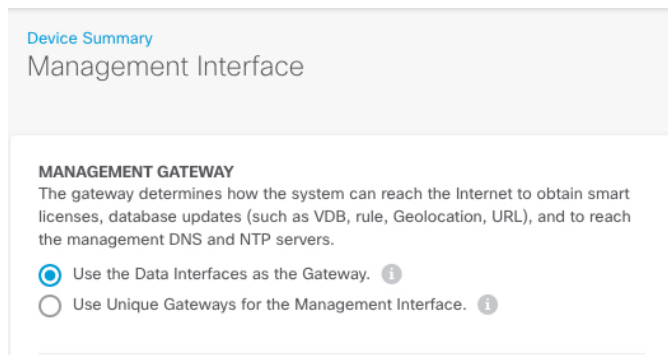 Device Summary
Management Interface
MANAGEMENT GATEWAY
The gateway determines how the system can reach the Internet to obtain smart
licenses, database updates (such as VDB, rule, Geolocation, URL), and to reach
the management DNS and NTP servers.
Use the Data Interfaces as the Gateway. i
Use Unique Gateways for the Management Interface. i